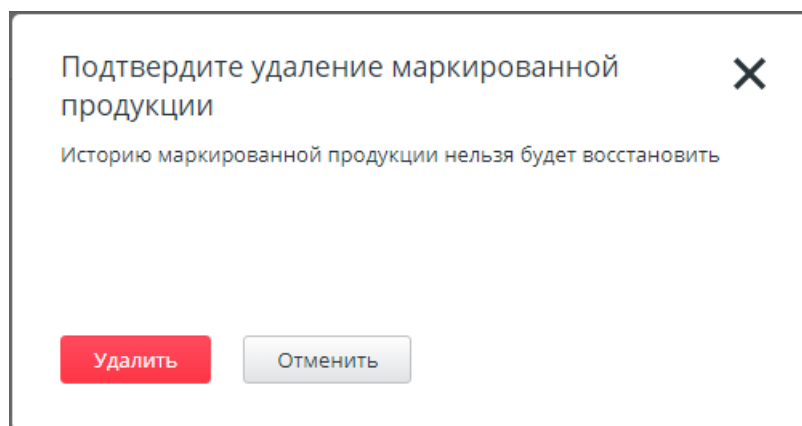 Подтвердите удаление маркированной
продукции
Историю маркированной продукции нельзя будет восстановить
Удалить
Отменить